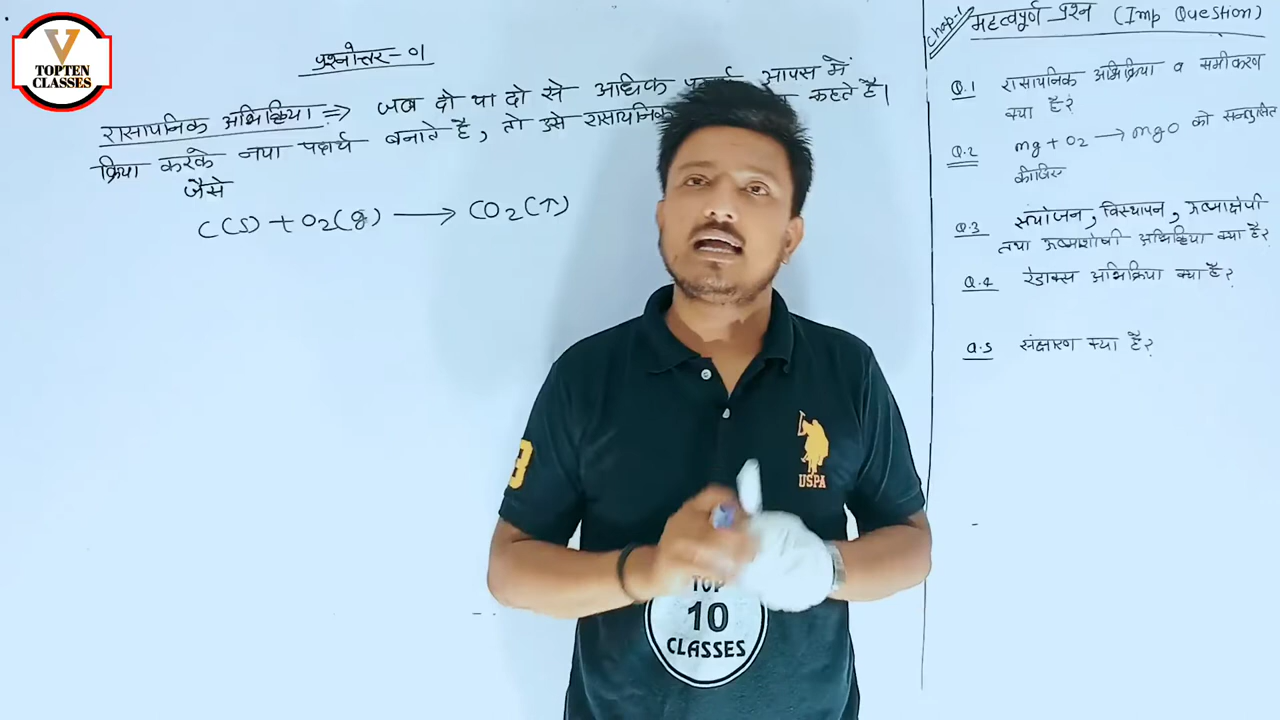 V
TOPTEN
CLASSES
प्रश्नोत्तर-01
रासायनिक अभिक्रिया ⇒ जब दो या दो से अधिक आपस में
क्रिया करके नया पदार्थ बनाते है, तो उसे रासायनिक कहते है।
जैसे
C(s) + O2(g) ⟶ CO2(↑)
Chap-1
महत्वपूर्ण प्रश्न (Imp Question)
Q.1 रासायनिक अभिक्रिया व समीकरण
क्या है?
Q.2 mg + O2 ⟶ mgO को सन्तुलित
कीजिए
Q.3 संयोजन, विस्थापन, ऊष्माक्षेपी
तथा ऊष्माशोषी अभिक्रिया क्या है?
Q.4 रेडाक्स अभिक्रिया क्या है?
Q.5 संक्षारण क्या है?
3
USPA
TOP
10
CLASSES